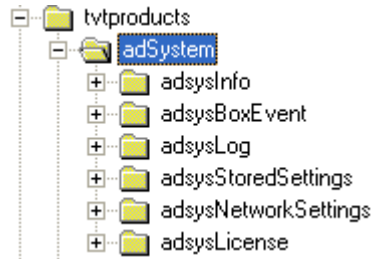 tvtproducts
adSystem
adsysInfo
adsysBoxEvent
adsysLog
adsysStoredSettings
adsysNetworkSettings
adsysLicense